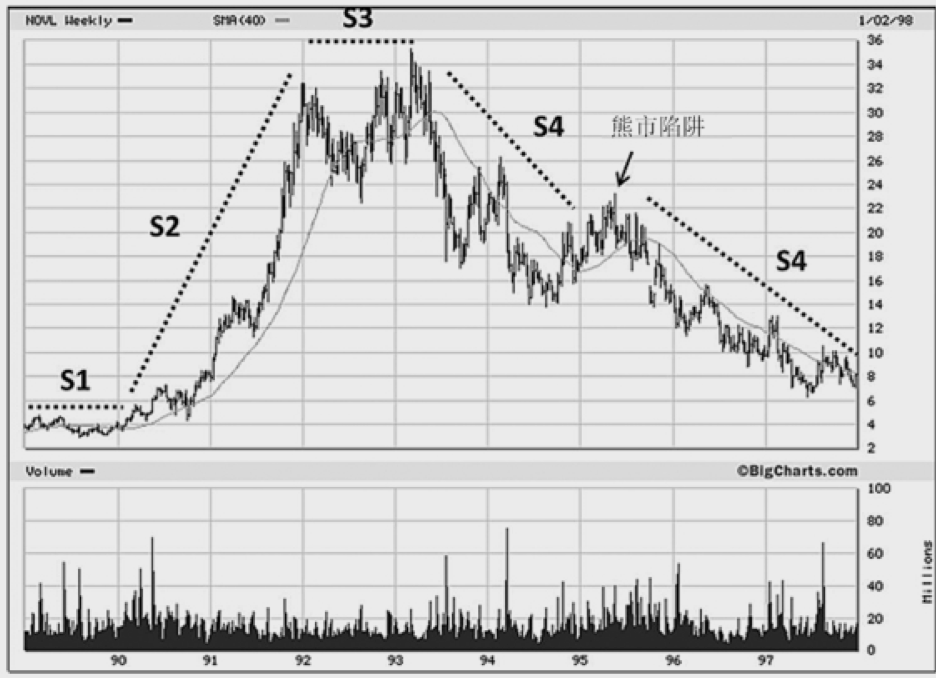 NOVL Weekly SMA(40) 1/02/98
S3
S4
熊市陷阱
S2
S4
S1
36
34
32
30
28
26
24
22
20
18
16
14
12
10
8
6
4
2
Volume ©BigCharts.com
100
80
60
40
20
0
Millions
90 91 92 93 94 95 96 97